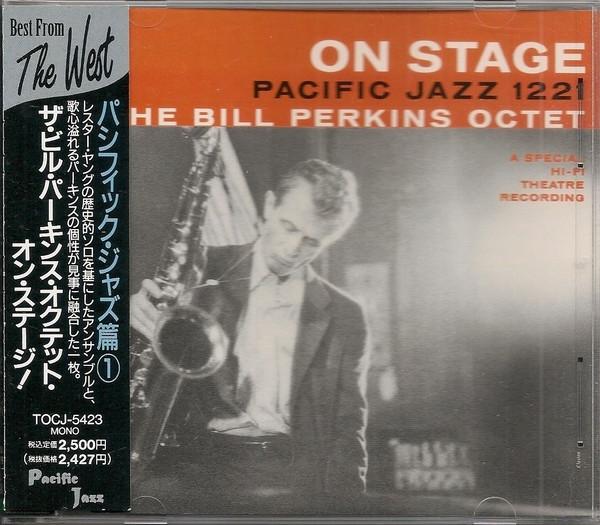 Best From
The West
パシフィック・ジャズ篇①
レスター・ヤングの歴史的ソロを基にしたアンサンブルと、
歌心溢れるパーキンスの個性が見事に融合した一枚。
ザ・ビル・パーキンス・オクテット・
オン・ステージ!
TOCJ-5423
MONO
税込定価2,500円
(税抜価格2,427円)
Pacific
Jazz
ON STAGE
PACIFIC JAZZ 1221
HE BILL PERKINS OCTET
A SPECIAL
HI-FI
THEATRE
RECORDING